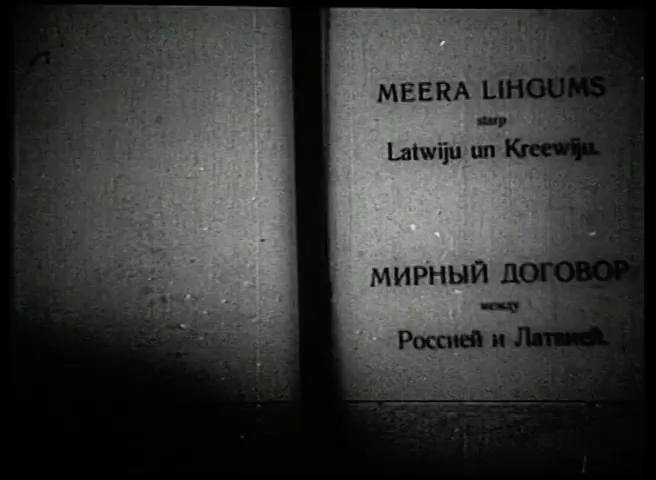 MEERA LIHGUMS
starp
Latwiju un Kreewiju.
МИРНЫЙ ДОГОВОР
между
Россией и Латвией.